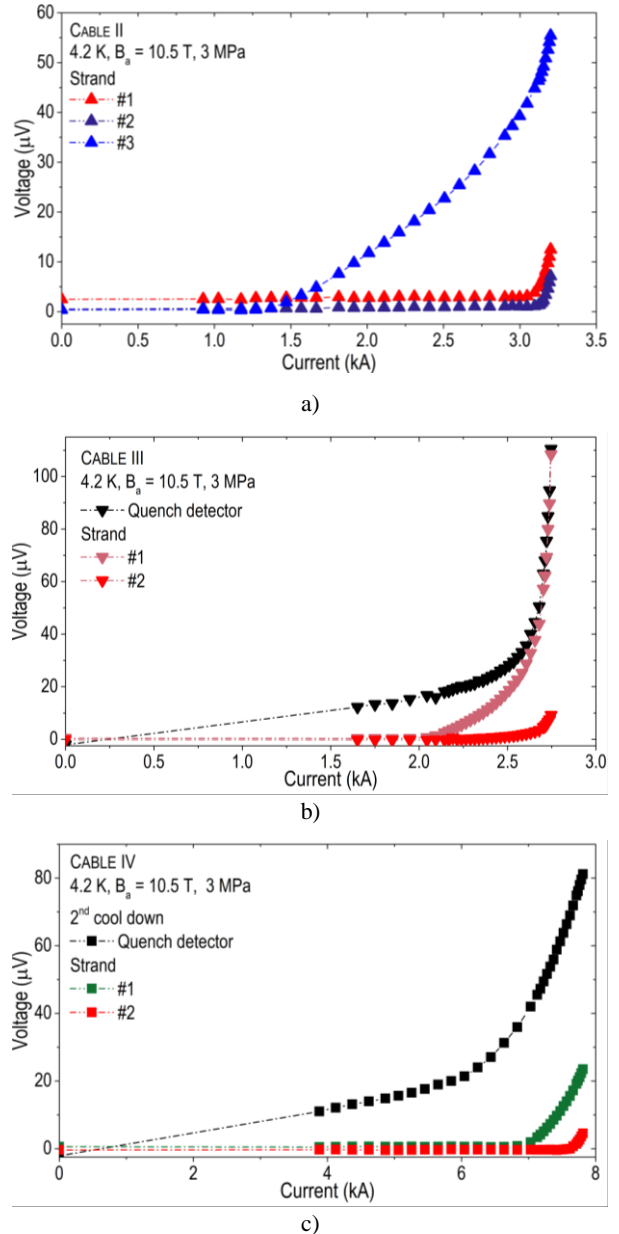 CABLE II
4.2 K, Bₐ = 10.5 T, 3 MPa
Strand
#1
#2
#3
Voltage (μV)
60
50
40
30
20
10
0
0.0 0.5 1.0 1.5 2.0 2.5 3.0 3.5
Current (kA)
a)
CABLE III
4.2 K, Bₐ = 10.5 T, 3 MPa
Quench detector
Strand
#1
#2
Voltage (μV)
100
80
60
40
20
0
0.0 0.5 1.0 1.5 2.0 2.5 3.0
Current (kA)
b)
CABLE IV
4.2 K, Bₐ = 10.5 T, 3 MPa
2ⁿᵈ cool down
Quench detector
Strand
#1
#2
Voltage (μV)
80
60
40
20
0
0 2 4 6 8
Current (kA)
c)